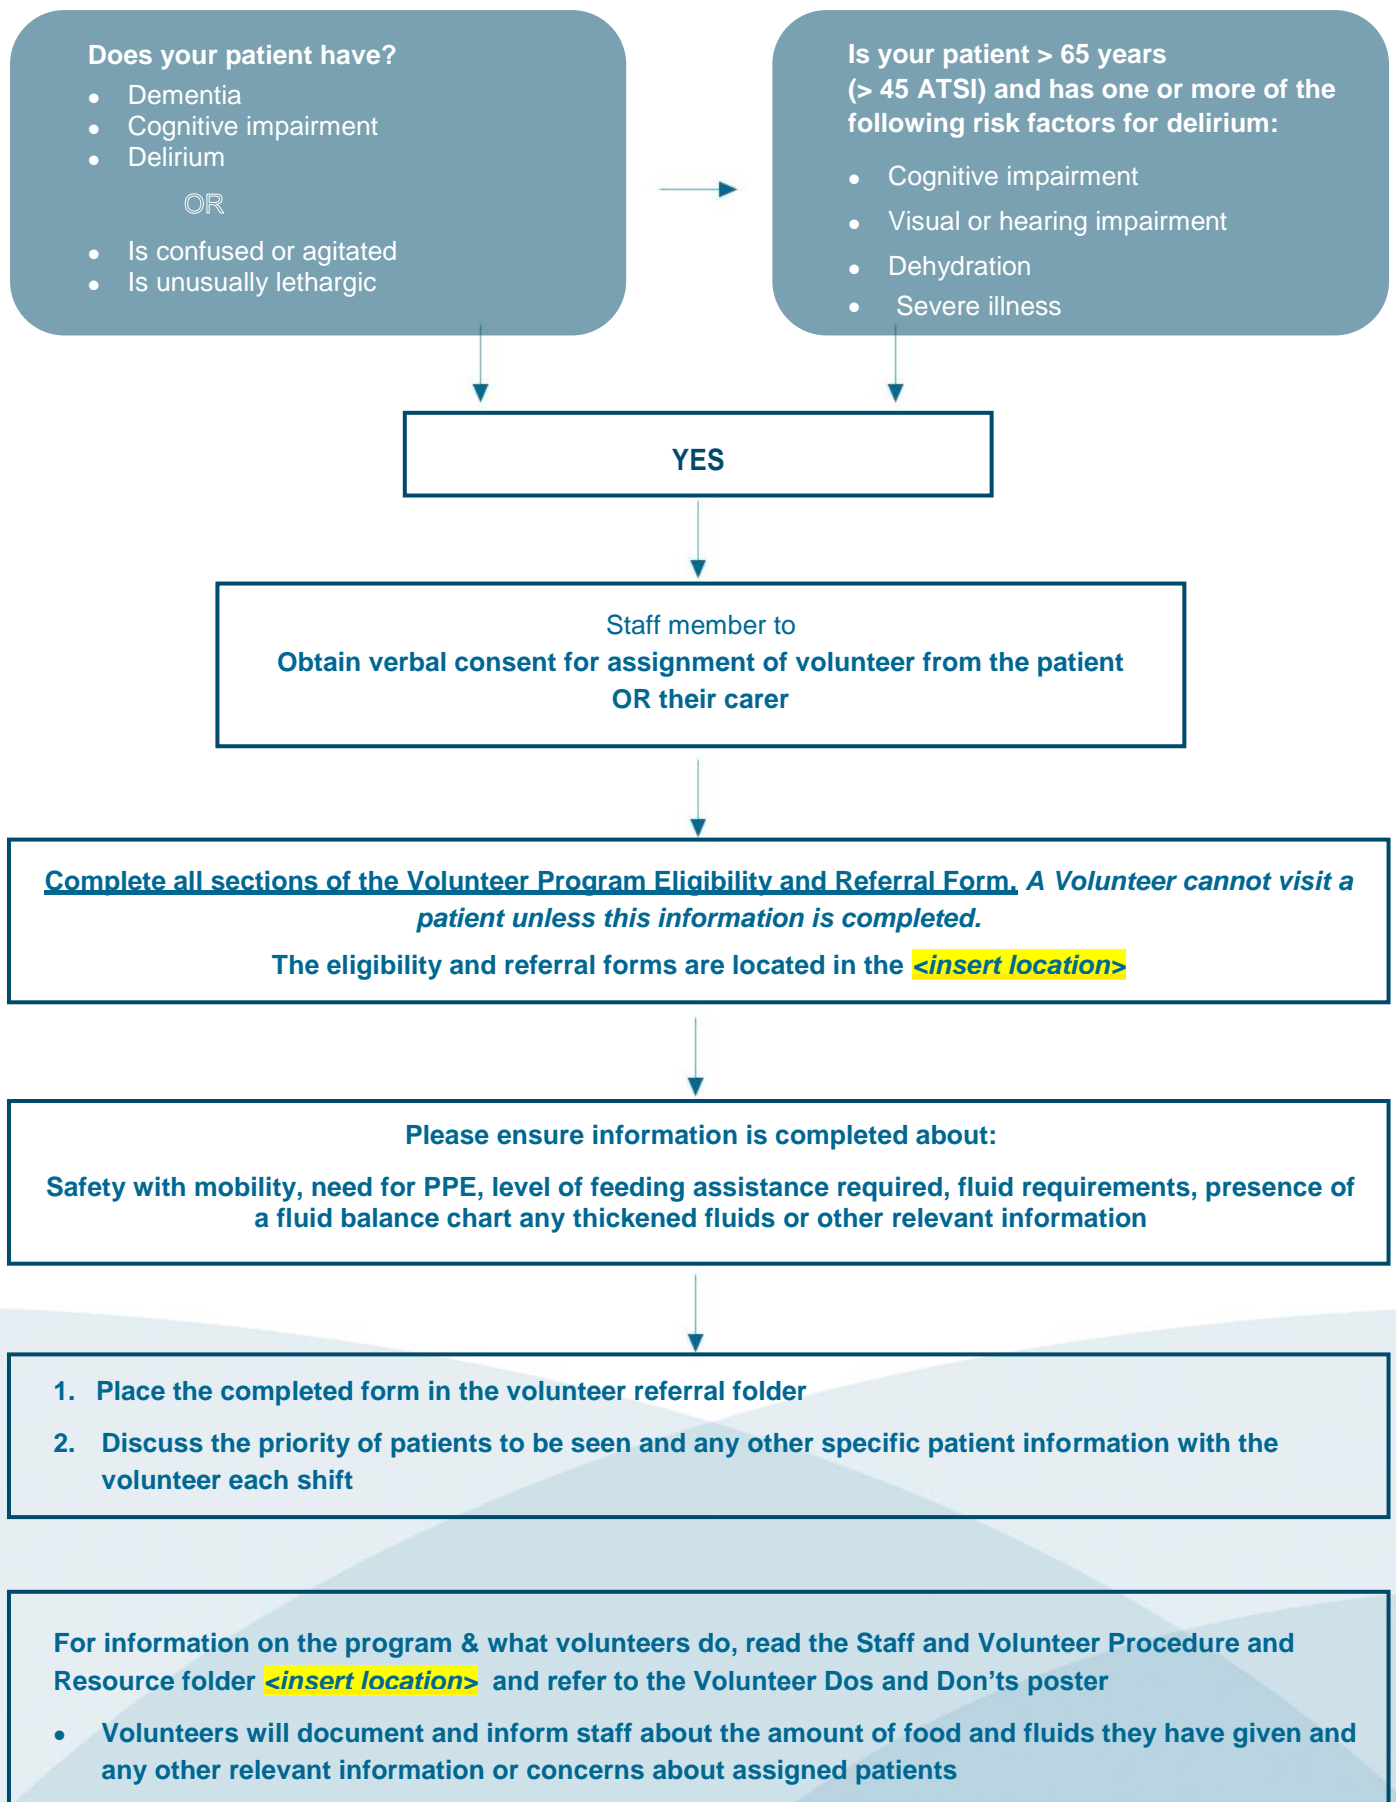 Does your patient have?
● Dementia
● Cognitive impairment
● Delirium
OR
● Is confused or agitated
● Is unusually lethargic
Is your patient > 65 years
(> 45 ATSI) and has one or more of the
following risk factors for delirium:
● Cognitive impairment
● Visual or hearing impairment
● Dehydration
● Severe illness
YES
Staff member to
Obtain verbal consent for assignment of volunteer from the patient
OR their carer
Complete all sections of the Volunteer Program Eligibility and Referral Form. A Volunteer cannot visit a
patient unless this information is completed.
The eligibility and referral forms are located in the <insert location>
Please ensure information is completed about:
Safety with mobility, need for PPE, level of feeding assistance required, fluid requirements, presence of
a fluid balance chart any thickened fluids or other relevant information
1. Place the completed form in the volunteer referral folder
2. Discuss the priority of patients to be seen and any other specific patient information with the
volunteer each shift
For information on the program & what volunteers do, read the Staff and Volunteer Procedure and
Resource folder <insert location> and refer to the Volunteer Dos and Don’ts poster
● Volunteers will document and inform staff about the amount of food and fluids they have given and
any other relevant information or concerns about assigned patients